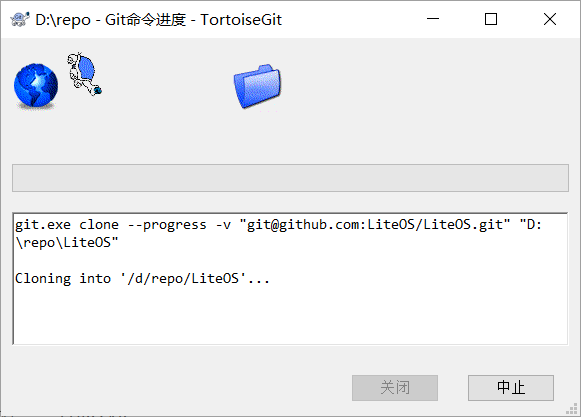 D:\repo - Git命令进度 - TortoiseGit
git.exe clone --progress -v "git@github.com:LiteOS/LiteOS.git" "D:
\repo\LiteOS"
Cloning into '/d/repo/LiteOS'...
关闭
中止